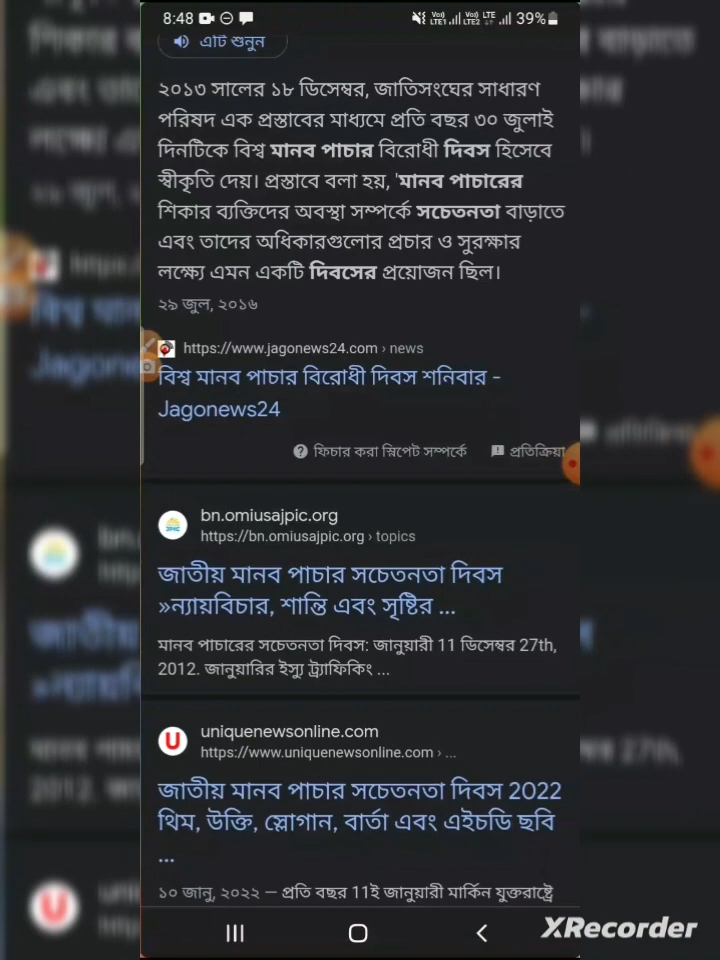 8:48
Vo)) LTE1 Vo)) LTE LTE2 39%
এটি শুনুন
২০১৩ সালের ১৮ ডিসেম্বর, জাতিসংঘের সাধারণ
পরিষদ এক প্রস্তাবের মাধ্যমে প্রতি বছর ৩০ জুলাই
দিনটিকে বিশ্ব মানব পাচার বিরোধী দিবস হিসেবে
স্বীকৃতি দেয়। প্রস্তাবে বলা হয়, 'মানব পাচারের
শিকার ব্যক্তিদের অবস্থা সম্পর্কে সচেতনতা বাড়াতে
এবং তাদের অধিকারগুলোর প্রচার ও সুরক্ষার
লক্ষ্যে এমন একটি দিবসের প্রয়োজন ছিল।
২৯ জুল, ২০১৬
https://www.jagonews24.com › news
বিশ্ব মানব পাচার বিরোধী দিবস শনিবার -
Jagonews24
ফিচার করা স্নিপেট সম্পর্কে প্রতিক্রিয়া
bn.omiusajpic.org
https://bn.omiusajpic.org › topics
জাতীয় মানব পাচার সচেতনতা দিবস
»ন্যায়বিচার, শান্তি এবং সৃষ্টির ...
মানব পাচারের সচেতনতা দিবস: জানুয়ারী 11 ডিসেম্বর 27th,
2012. জানুয়ারির ইস্যু ট্র্যাফিকিং ...
uniquenewsonline.com
https://www.uniquenewsonline.com › ...
জাতীয় মানব পাচার সচেতনতা দিবস 2022
থিম, উক্তি, স্লোগান, বার্তা এবং এইচডি ছবি
...
১০ জানু, ২০২২ — প্রতি বছর 11ই জানুয়ারী মার্কিন যুক্তরাষ্ট্রে
XRecorder